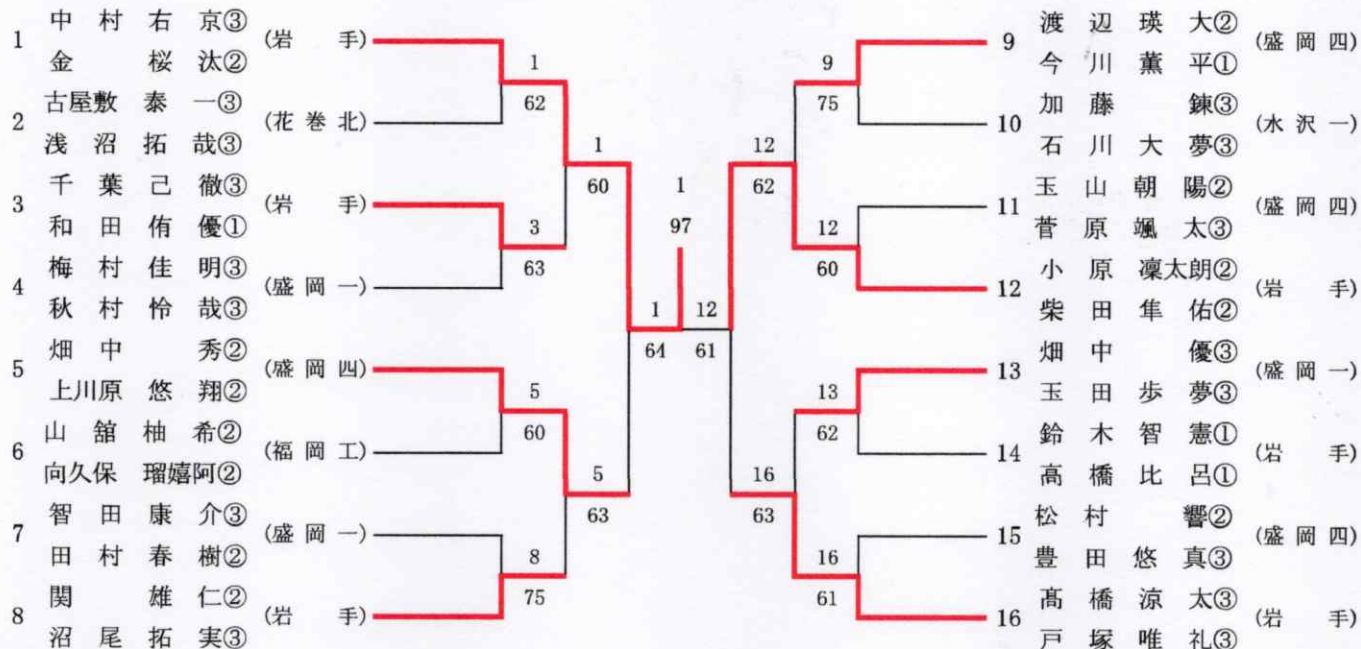 1 中村右京③ (岩手)
金桜汰②
2 古屋敷泰一③ (花巻北)
浅沼拓哉③
3 千葉己徹③ (岩手)
和田侑優①
4 梅村佳明③ (盛岡一)
秋村怜哉③
5 畑中秀② (盛岡四)
上川原悠翔②
6 山舘柚希② (福岡工)
向久保瑠嬉阿②
7 智田康介③ (盛岡一)
田村春樹②
8 関雄仁② (岩手)
沼尾拓実③
1
62
3
63
5
60
8
75
1
60
5
63
1
64
1
97
12
61
12
62
16
63
9
75
12
60
13
62
16
61
9 渡辺瑛大② (盛岡四)
今川薫平①
10 加藤錬③ (水沢一)
石川大夢③
11 玉山朝陽② (盛岡四)
菅原颯太③
12 小原凜太朗② (岩手)
柴田隼佑②
13 畑中優③ (盛岡一)
玉田歩夢③
14 鈴木智憲① (岩手)
高橋比呂①
15 松村響② (盛岡四)
豊田悠真③
16 髙橋涼太③ (岩手)
戸塚唯礼③